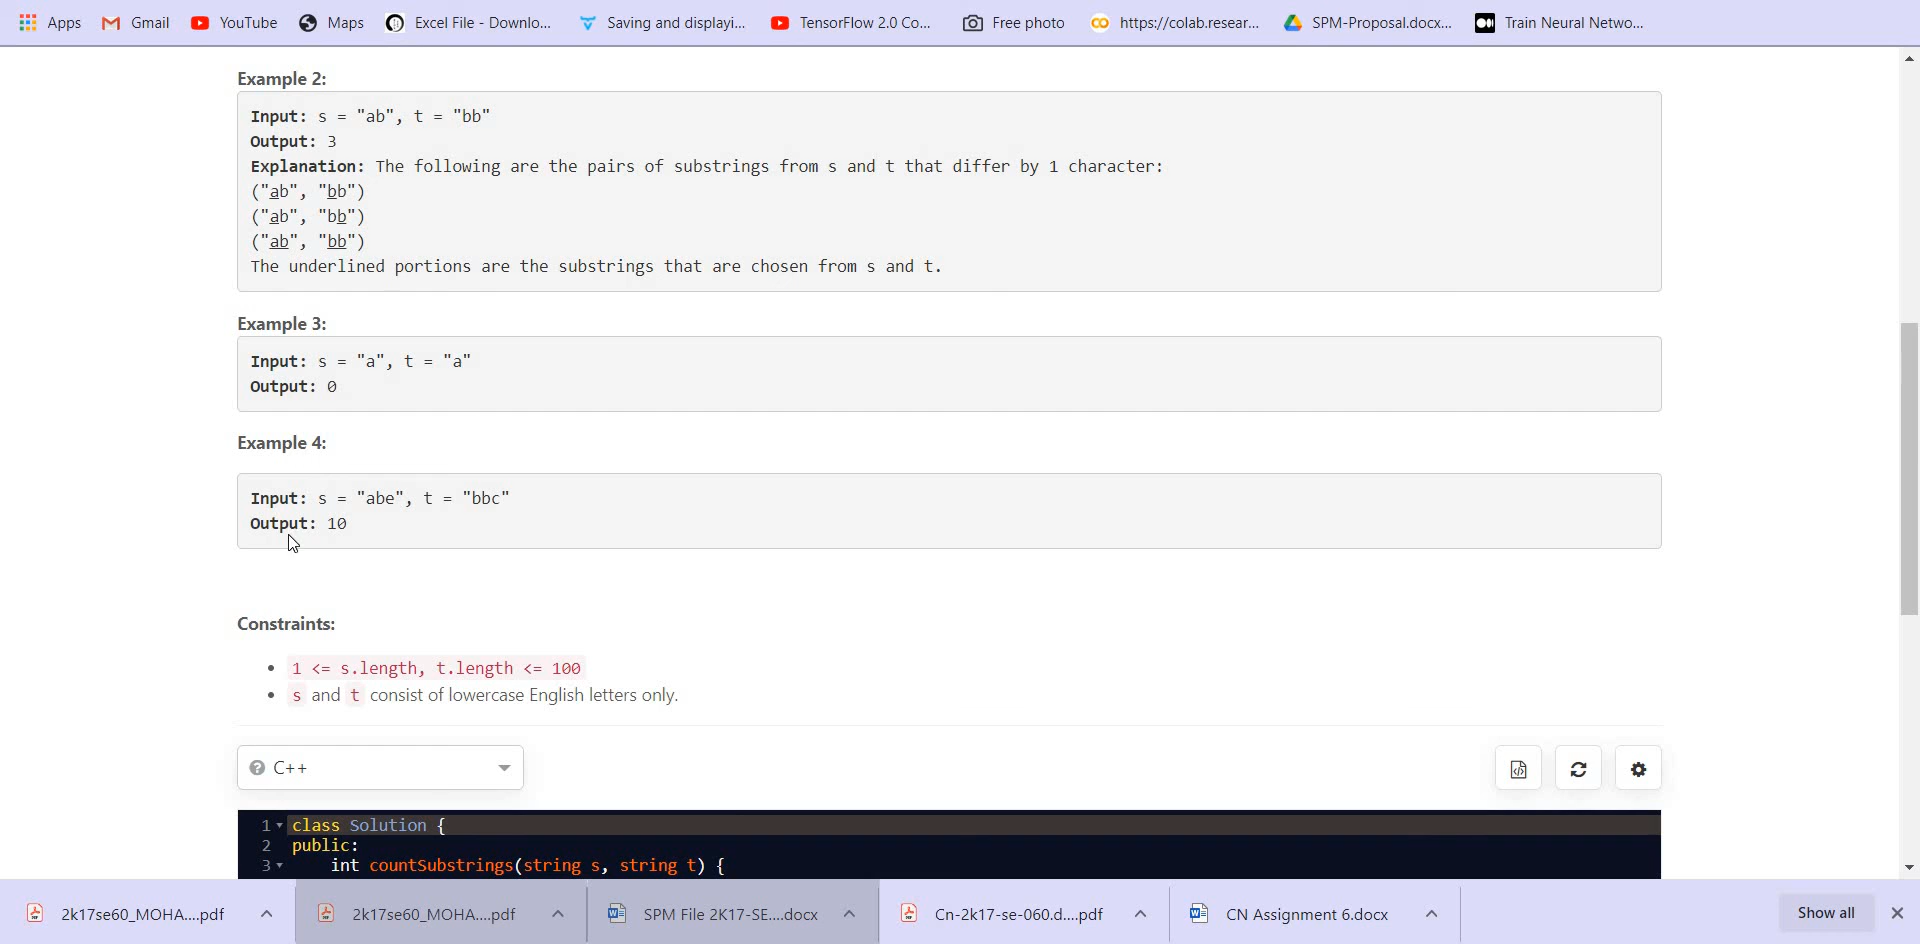 Apps Gmail YouTube Maps Excel File - Downlo... Saving and displayi... TensorFlow 2.0 Co... Free photo https://colab.resear... SPM-Proposal.docx... Train Neural Netwo...
Example 2:
Input: s = "ab", t = "bb"
Output: 3
Explanation: The following are the pairs of substrings from s and t that differ by 1 character:
("ab", "bb")
("ab", "bb")
("ab", "bb")
The underlined portions are the substrings that are chosen from s and t.
Example 3:
Input: s = "a", t = "a"
Output: 0
Example 4:
Input: s = "abe", t = "bbc"
Output: 10
Constraints:
• 1 <= s.length, t.length <= 100
• s and t consist of lowercase English letters only.
C++
1 class Solution {
2 public:
3 int countSubstrings(string s, string t) {
2k17se60_MOHA....pdf 2k17se60_MOHA....pdf SPM File 2K17-SE....docx Cn-2k17-se-060.d....pdf CN Assignment 6.docx Show all